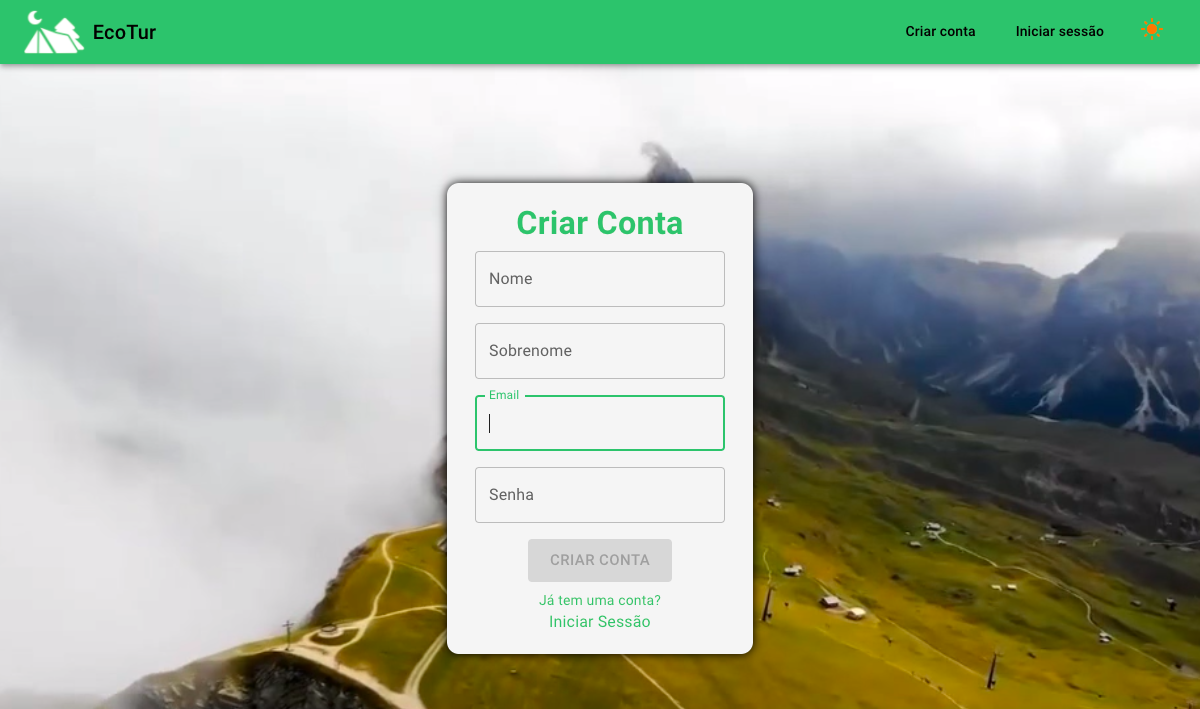 EcoTur
Criar conta
Iniciar sessão
Criar Conta
Nome
Sobrenome
Email
Senha
CRIAR CONTA
Já tem uma conta?
Iniciar Sessão